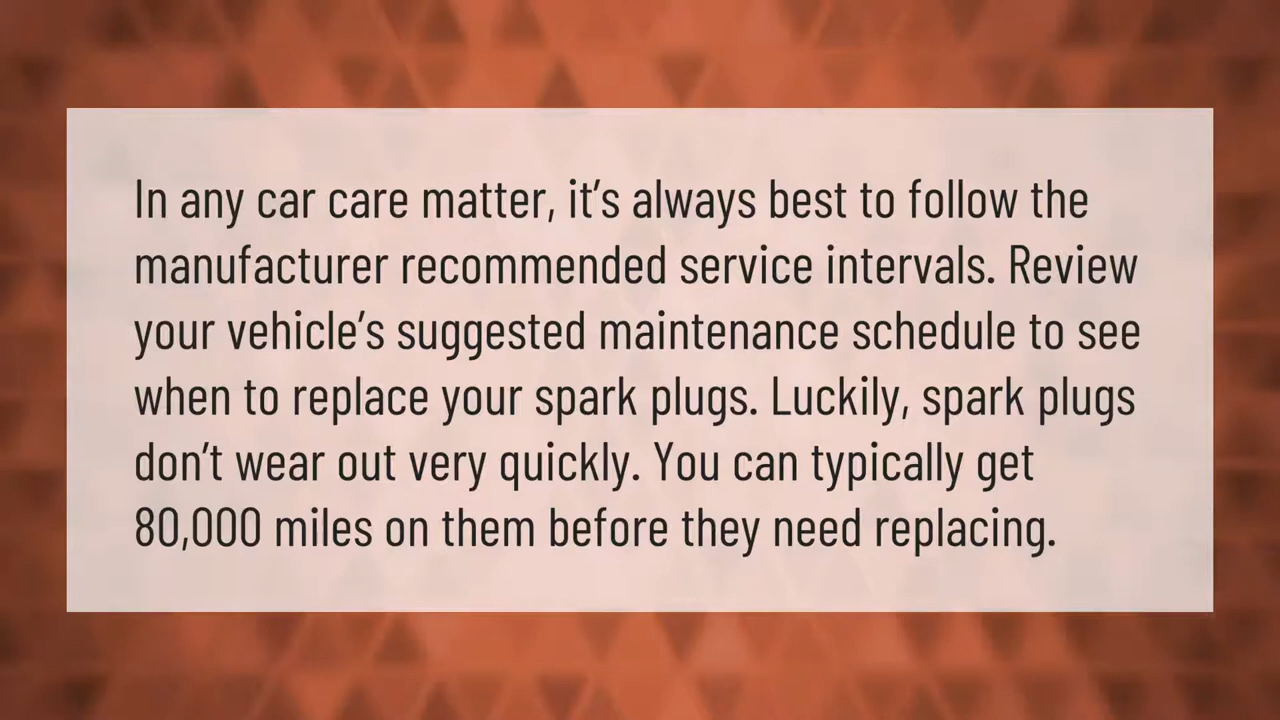 In any car care matter, it’s always best to follow the
manufacturer recommended service intervals. Review
your vehicle’s suggested maintenance schedule to see
when to replace your spark plugs. Luckily, spark plugs
don’t wear out very quickly. You can typically get
80,000 miles on them before they need replacing.